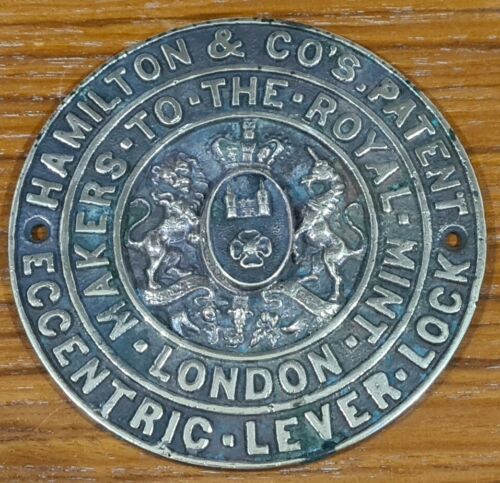 HAMILTON & CO'S. PATENT
· ECCENTRIC · LEVER · LOCK ·
MAKERS · TO · THE · ROYAL · MINT
· LONDON ·